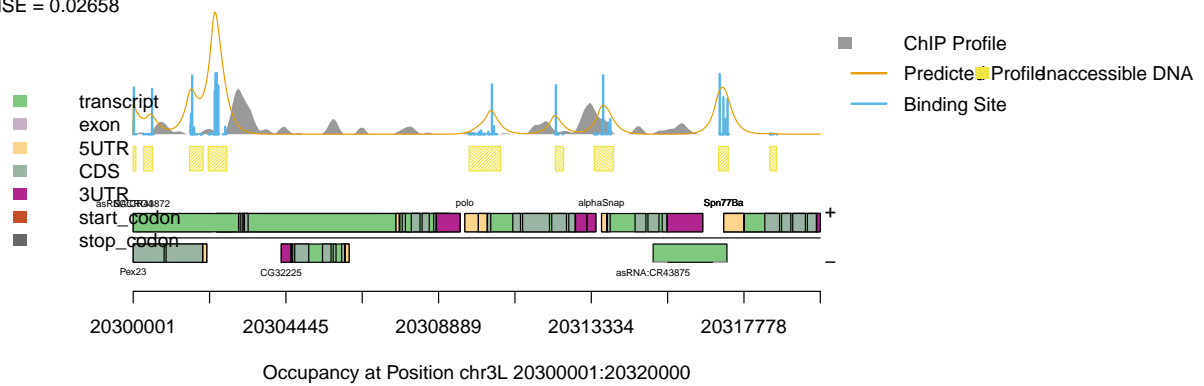 MSE = 0.02658
ChIP Profile
Predicted Profile
Inaccessible DNA
Binding Site
transcript
exon
5UTR
CDS
3UTR
start_codon
stop_codon
polo
alphaSnap
Spn77Ba
+
Pex23
CG32225
asRNA:CR43875
−
20300001
20304445
20308889
20313334
20317778
Occupancy at Position chr3L 20300001:20320000